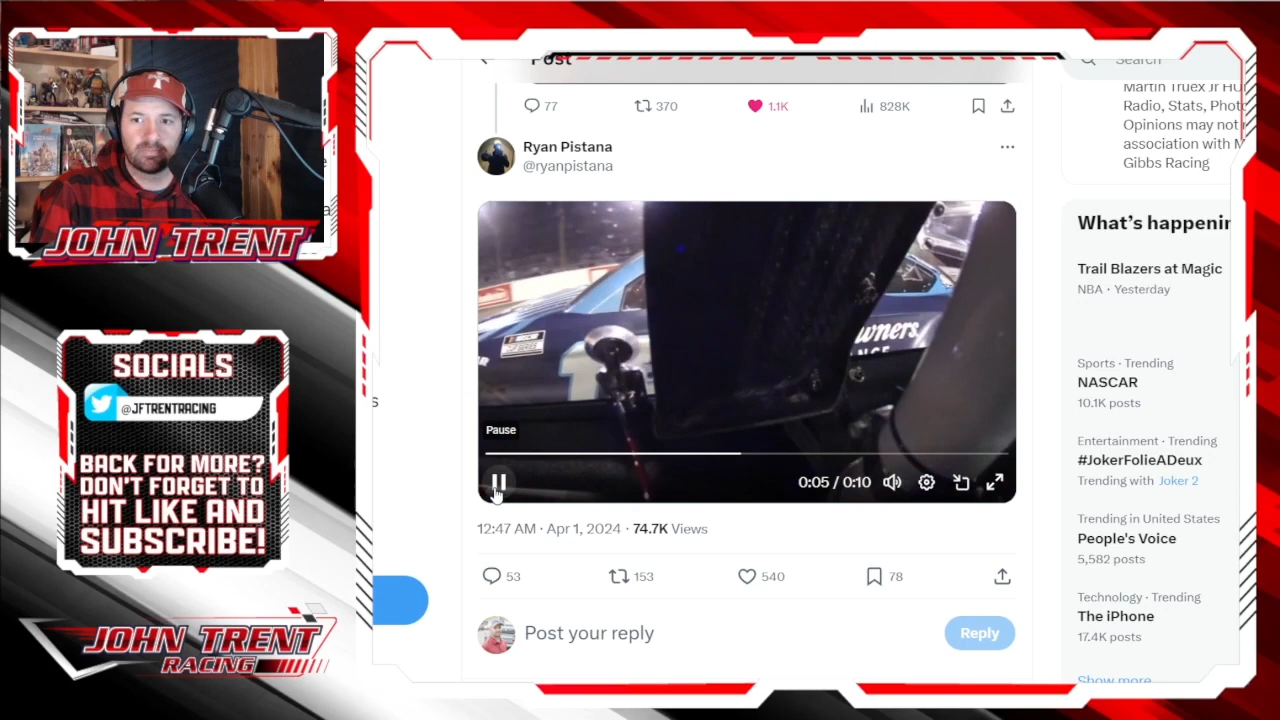 JOHN TRENT
SOCIALS
@JFTRENTRACING
BACK FOR MORE?
DON'T FORGET TO
HIT LIKE AND
SUBSCRIBE!
JOHN TRENT
RACING
Post
Search
77
370
1.1K
828K
Ryan Pistana
@ryanpistana
wners
Pause
0:05 / 0:10
12:47 AM · Apr 1, 2024 · 74.7K Views
53
153
540
78
Post your reply
Reply
Martin Truex Jr
Radio, Stats, Phot
Opinions may not
association with M
Gibbs Racing
What's happenin
Trail Blazers at Magic
NBA · Yesterday
Sports · Trending
NASCAR
10.1K posts
Entertainment · Trending
#JokerFolieADeux
Trending with Joker 2
Trending in United States
People's Voice
5,582 posts
Technology · Trending
The iPhone
17.4K posts
Show more